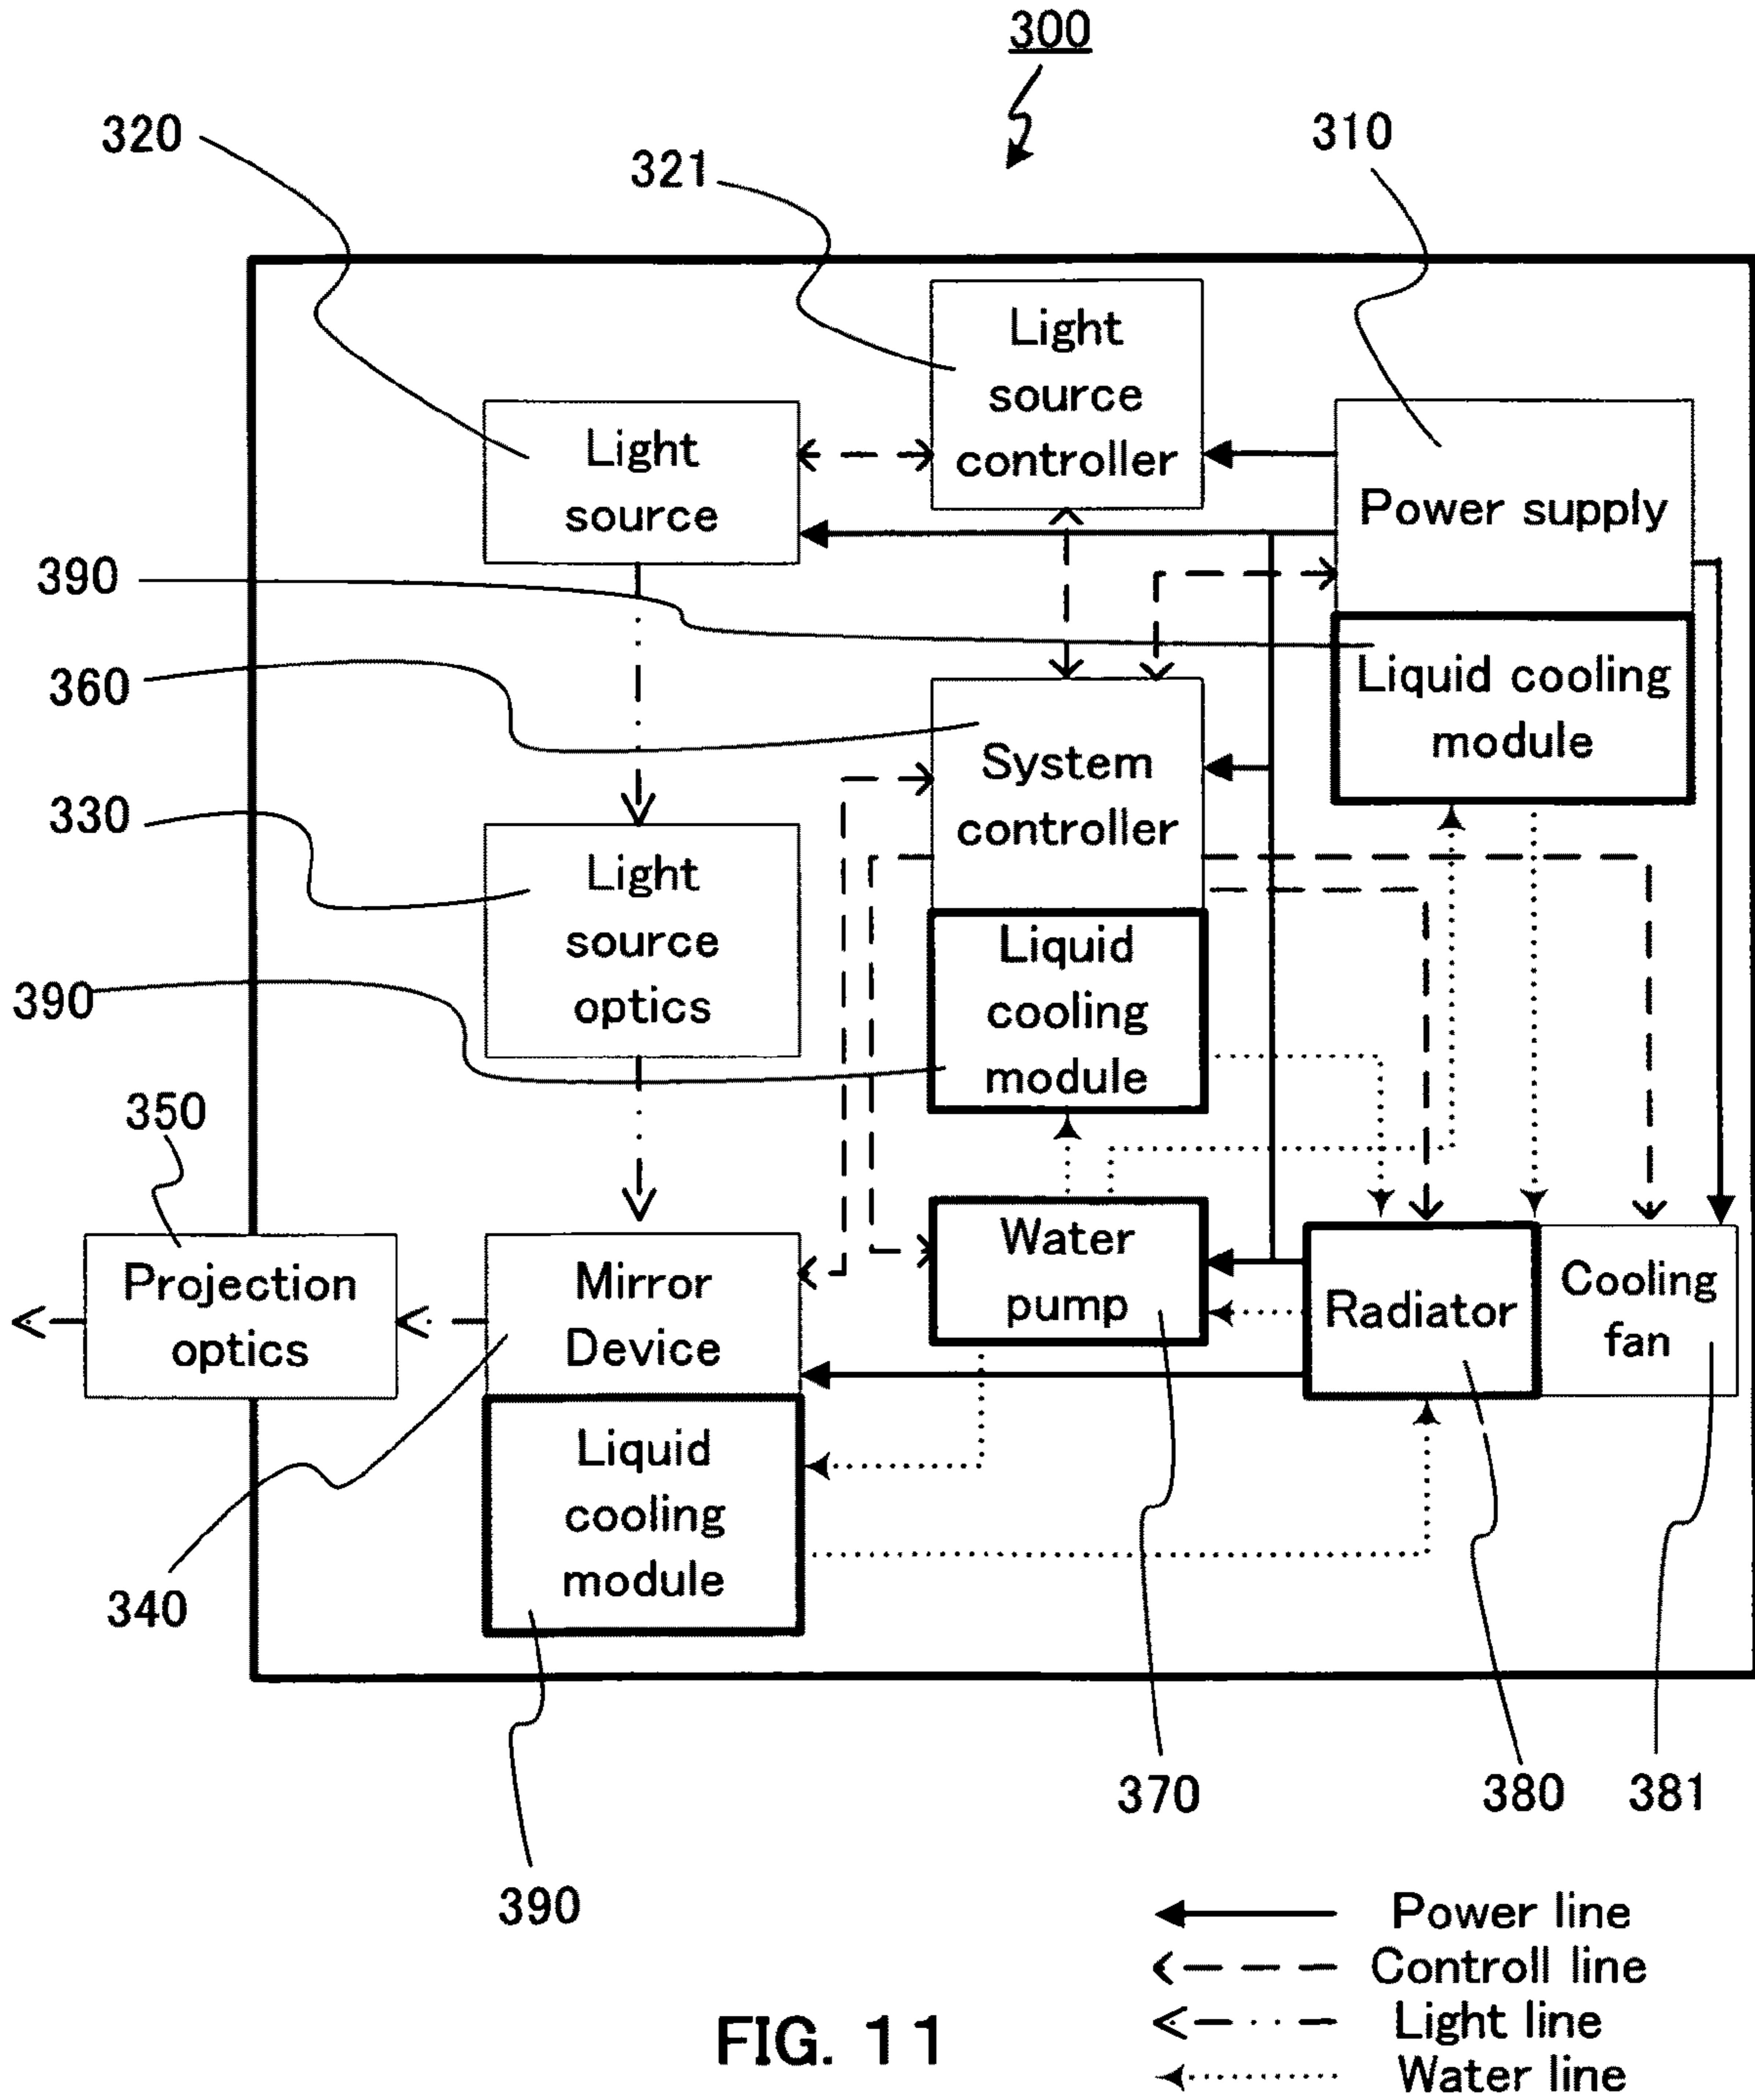 300
320
321
310
Light
source
controller
Light
source
Power supply
390
Liquid cooling
module
360
System
controller
330
Light
source
optics
Liquid
cooling
module
390
350
Projection
optics
Mirror
Device
Water
pump
Radiator
Cooling
fan
Liquid
cooling
module
340
370
380
381
390
Power line
Controll line
Light line
Water line
FIG. 11